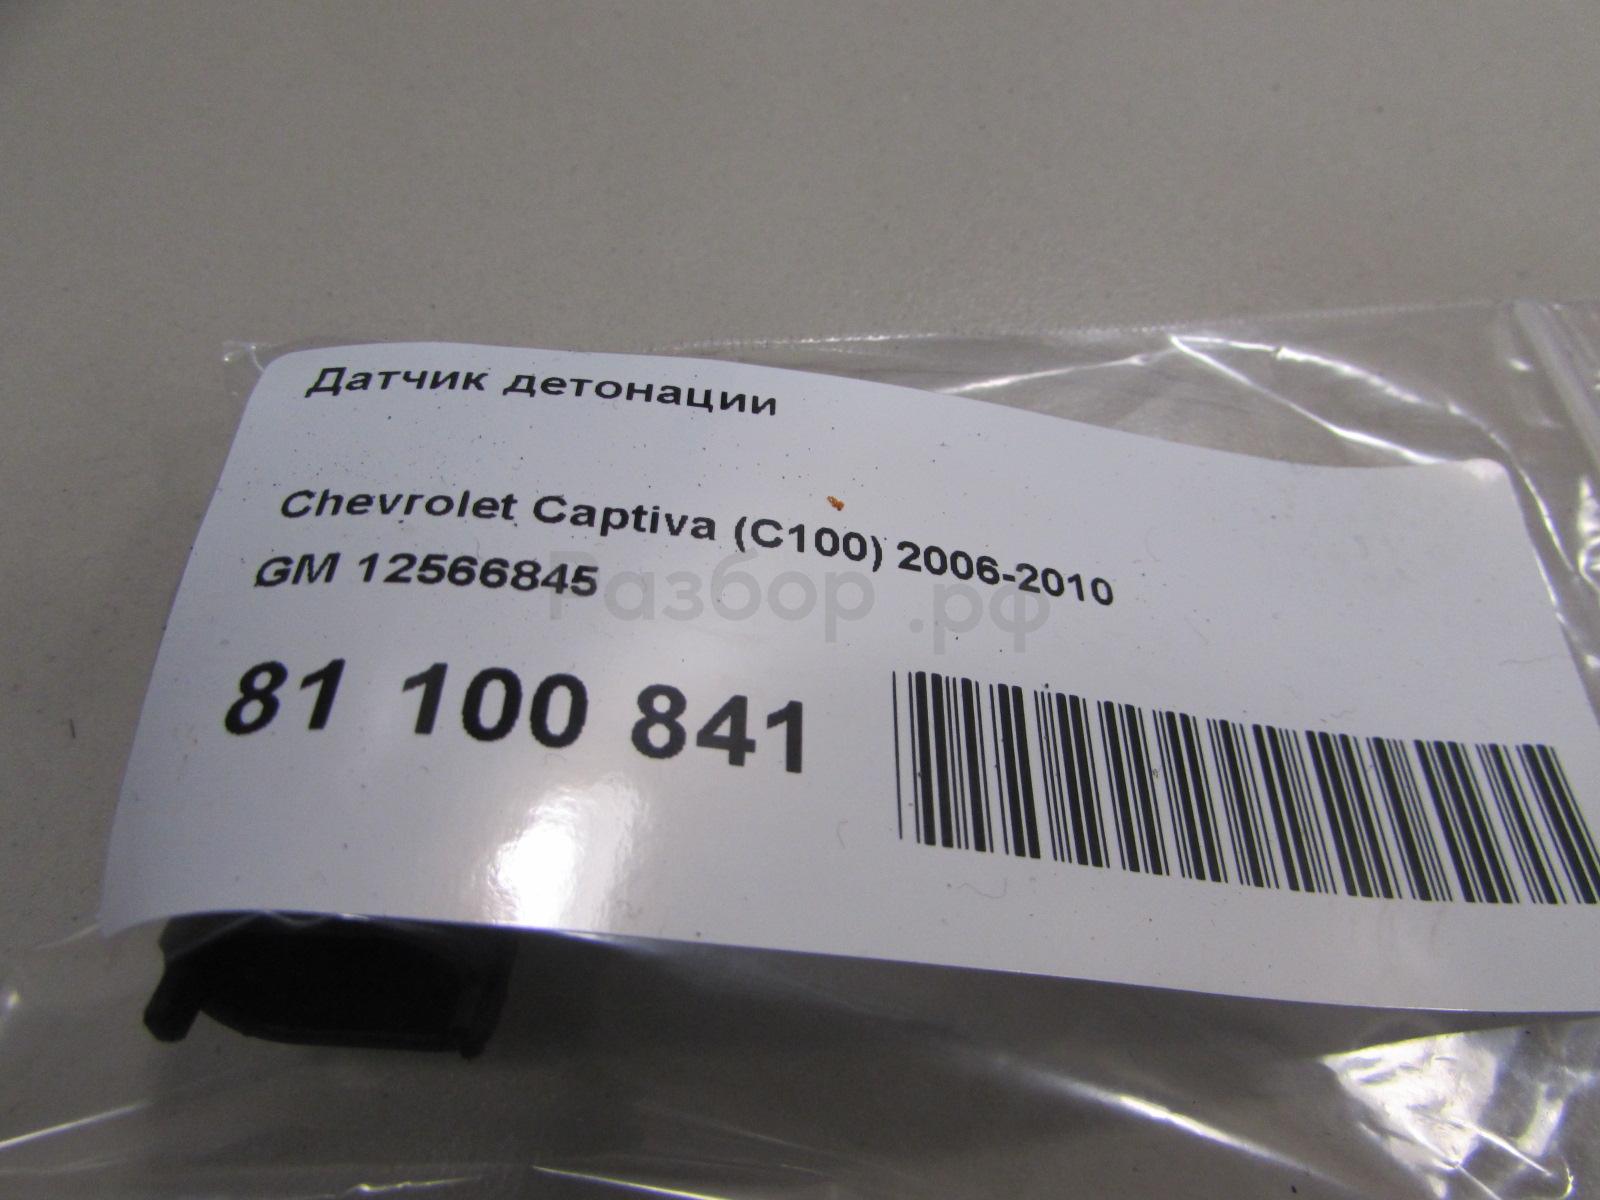 Датчик детонации
Chevrolet Captiva (C100) 2006-2010
GM 12566845
Разбор.рф
81 100 841